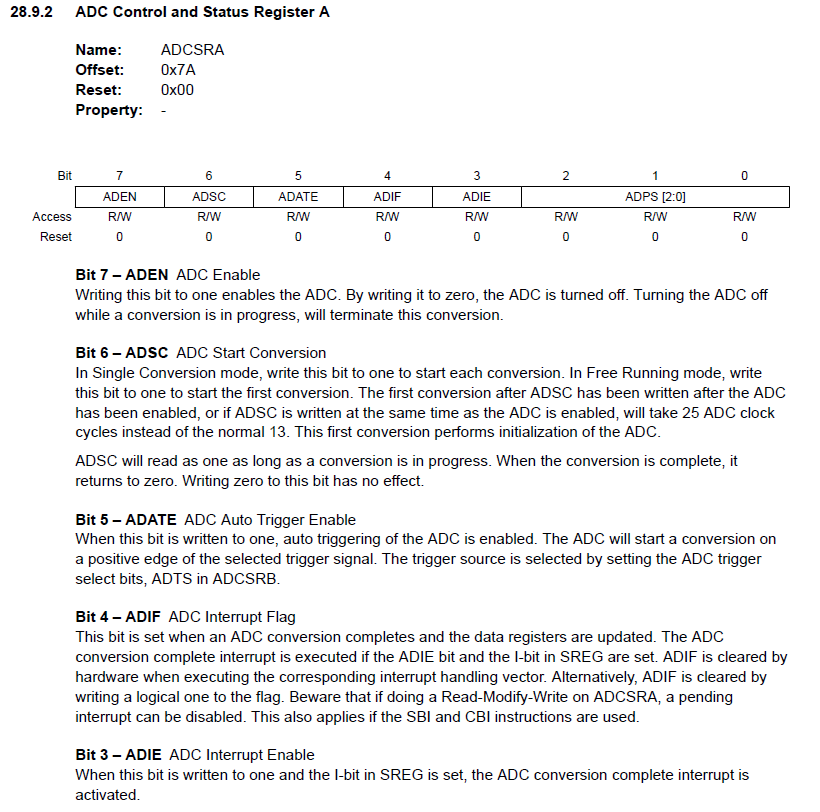 28.9.2 ADC Control and Status Register A
Name: ADCSRA
Offset: 0x7A
Reset: 0x00
Property: -
Bit 7 6 5 4 3 2 1 0
ADEN ADSC ADATE ADIF ADIE ADPS [2:0]
Access R/W R/W R/W R/W R/W R/W R/W R/W
Reset 0 0 0 0 0 0 0 0
Bit 7 – ADEN ADC Enable
Writing this bit to one enables the ADC. By writing it to zero, the ADC is turned off. Turning the ADC off
while a conversion is in progress, will terminate this conversion.
Bit 6 – ADSC ADC Start Conversion
In Single Conversion mode, write this bit to one to start each conversion. In Free Running mode, write
this bit to one to start the first conversion. The first conversion after ADSC has been written after the ADC
has been enabled, or if ADSC is written at the same time as the ADC is enabled, will take 25 ADC clock
cycles instead of the normal 13. This first conversion performs initialization of the ADC.
ADSC will read as one as long as a conversion is in progress. When the conversion is complete, it
returns to zero. Writing zero to this bit has no effect.
Bit 5 – ADATE ADC Auto Trigger Enable
When this bit is written to one, auto triggering of the ADC is enabled. The ADC will start a conversion on
a positive edge of the selected trigger signal. The trigger source is selected by setting the ADC trigger
select bits, ADTS in ADCSRB.
Bit 4 – ADIF ADC Interrupt Flag
This bit is set when an ADC conversion completes and the data registers are updated. The ADC
conversion complete interrupt is executed if the ADIE bit and the I-bit in SREG are set. ADIF is cleared by
hardware when executing the corresponding interrupt handling vector. Alternatively, ADIF is cleared by
writing a logical one to the flag. Beware that if doing a Read-Modify-Write on ADCSRA, a pending
interrupt can be disabled. This also applies if the SBI and CBI instructions are used.
Bit 3 – ADIE ADC Interrupt Enable
When this bit is written to one and the I-bit in SREG is set, the ADC conversion complete interrupt is
activated.